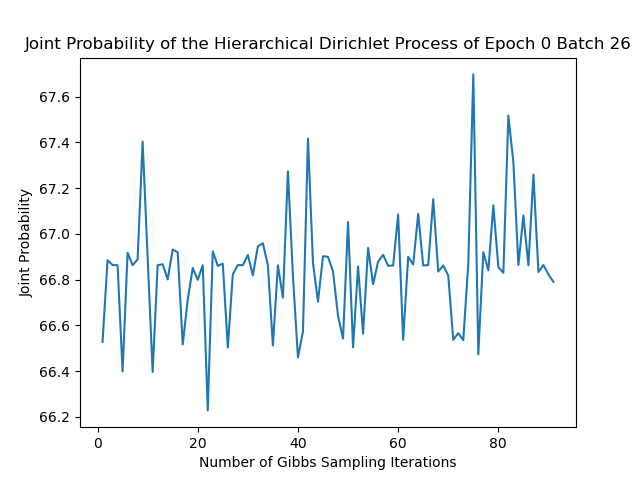 Joint Probability of the Hierarchical Dirichlet Process of Epoch 0 Batch 26
67.6
67.4
67.2
67.0
66.8
66.6
66.4
66.2
Joint Probability
0 20 40 60 80
Number of Gibbs Sampling Iterations